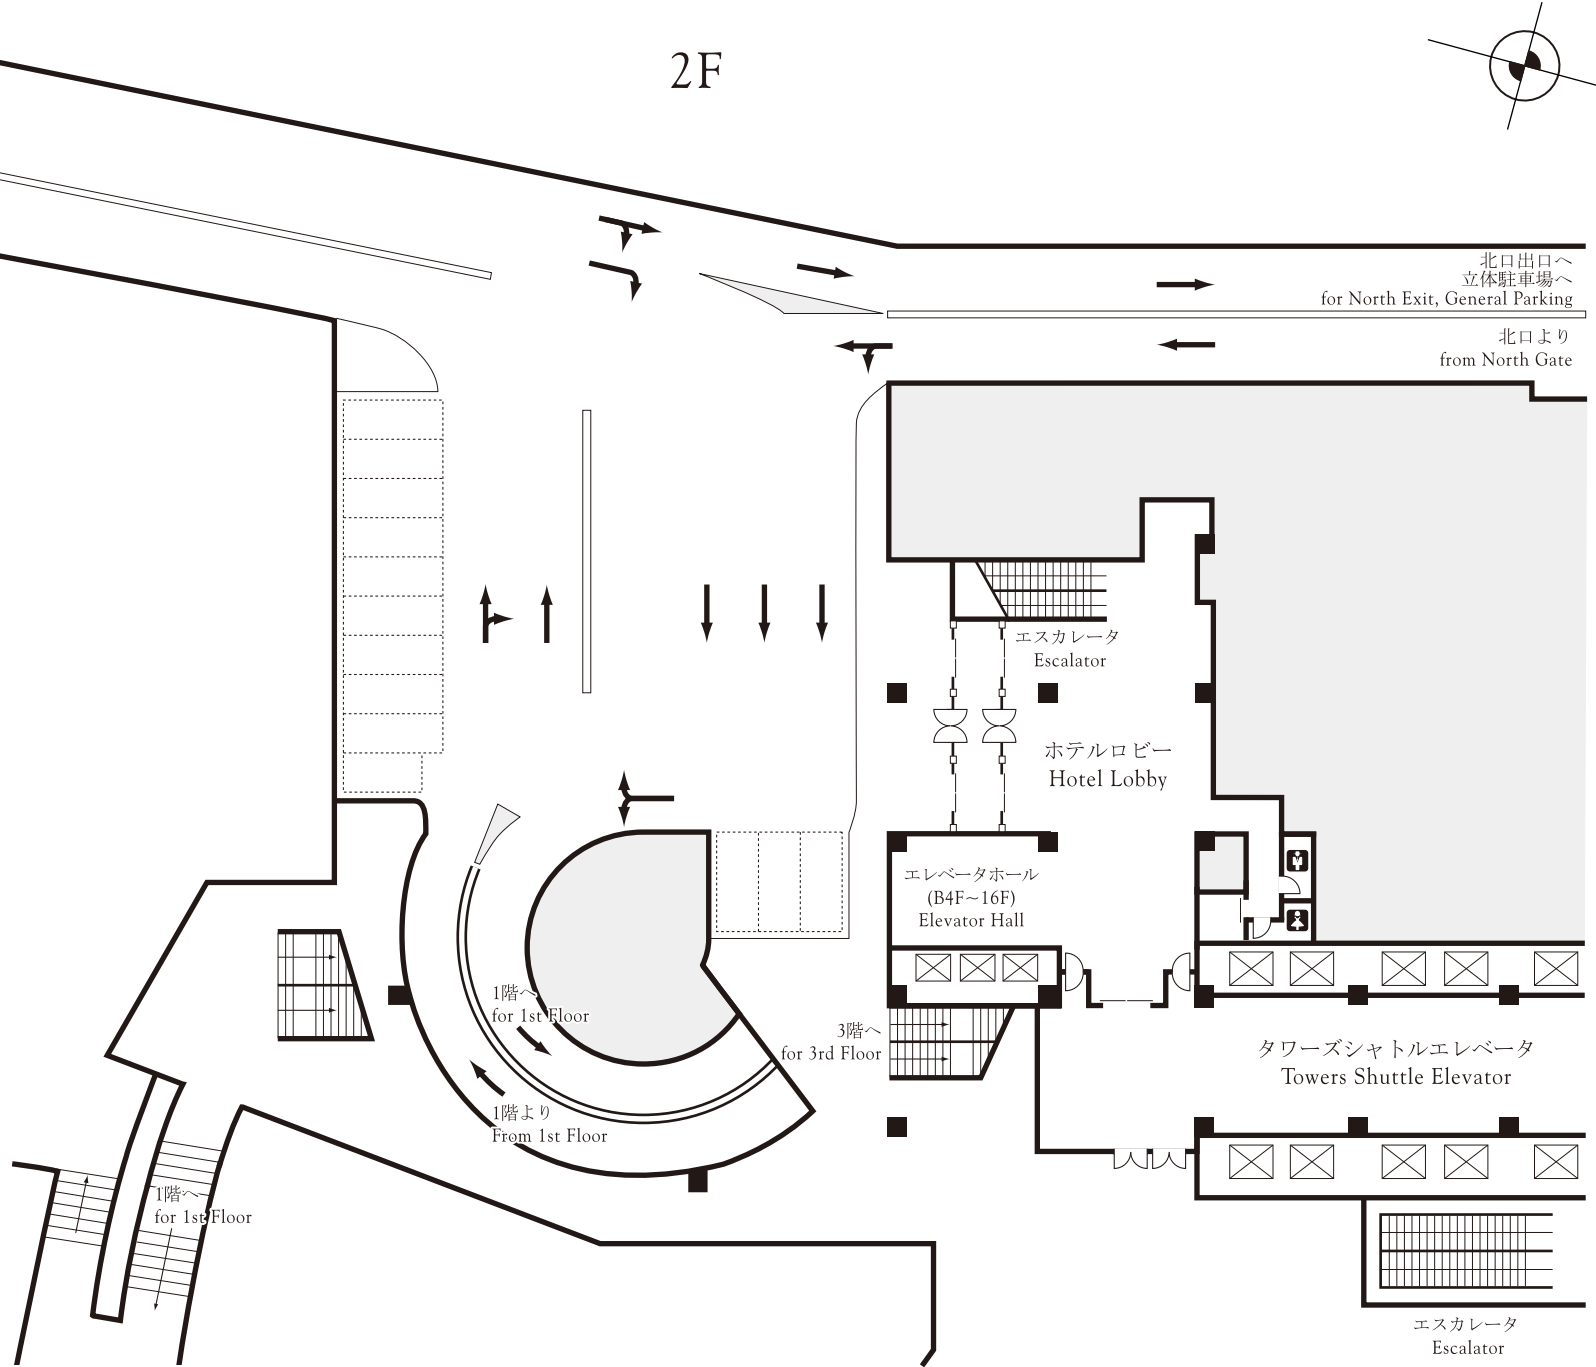 2F
北口出口へ
立体駐車場へ
for North Exit, General Parking
北口より
from North Gate
エスカレータ
Escalator
ホテルロビー
Hotel Lobby
エレベータホール
(B4F~16F)
Elevator Hall
1階へ
for 1st Floor
3階へ
for 3rd Floor
タワーズシャトルエレベータ
Towers Shuttle Elevator
1階より
From 1st Floor
1階へ
for 1st Floor
エスカレータ
Escalator